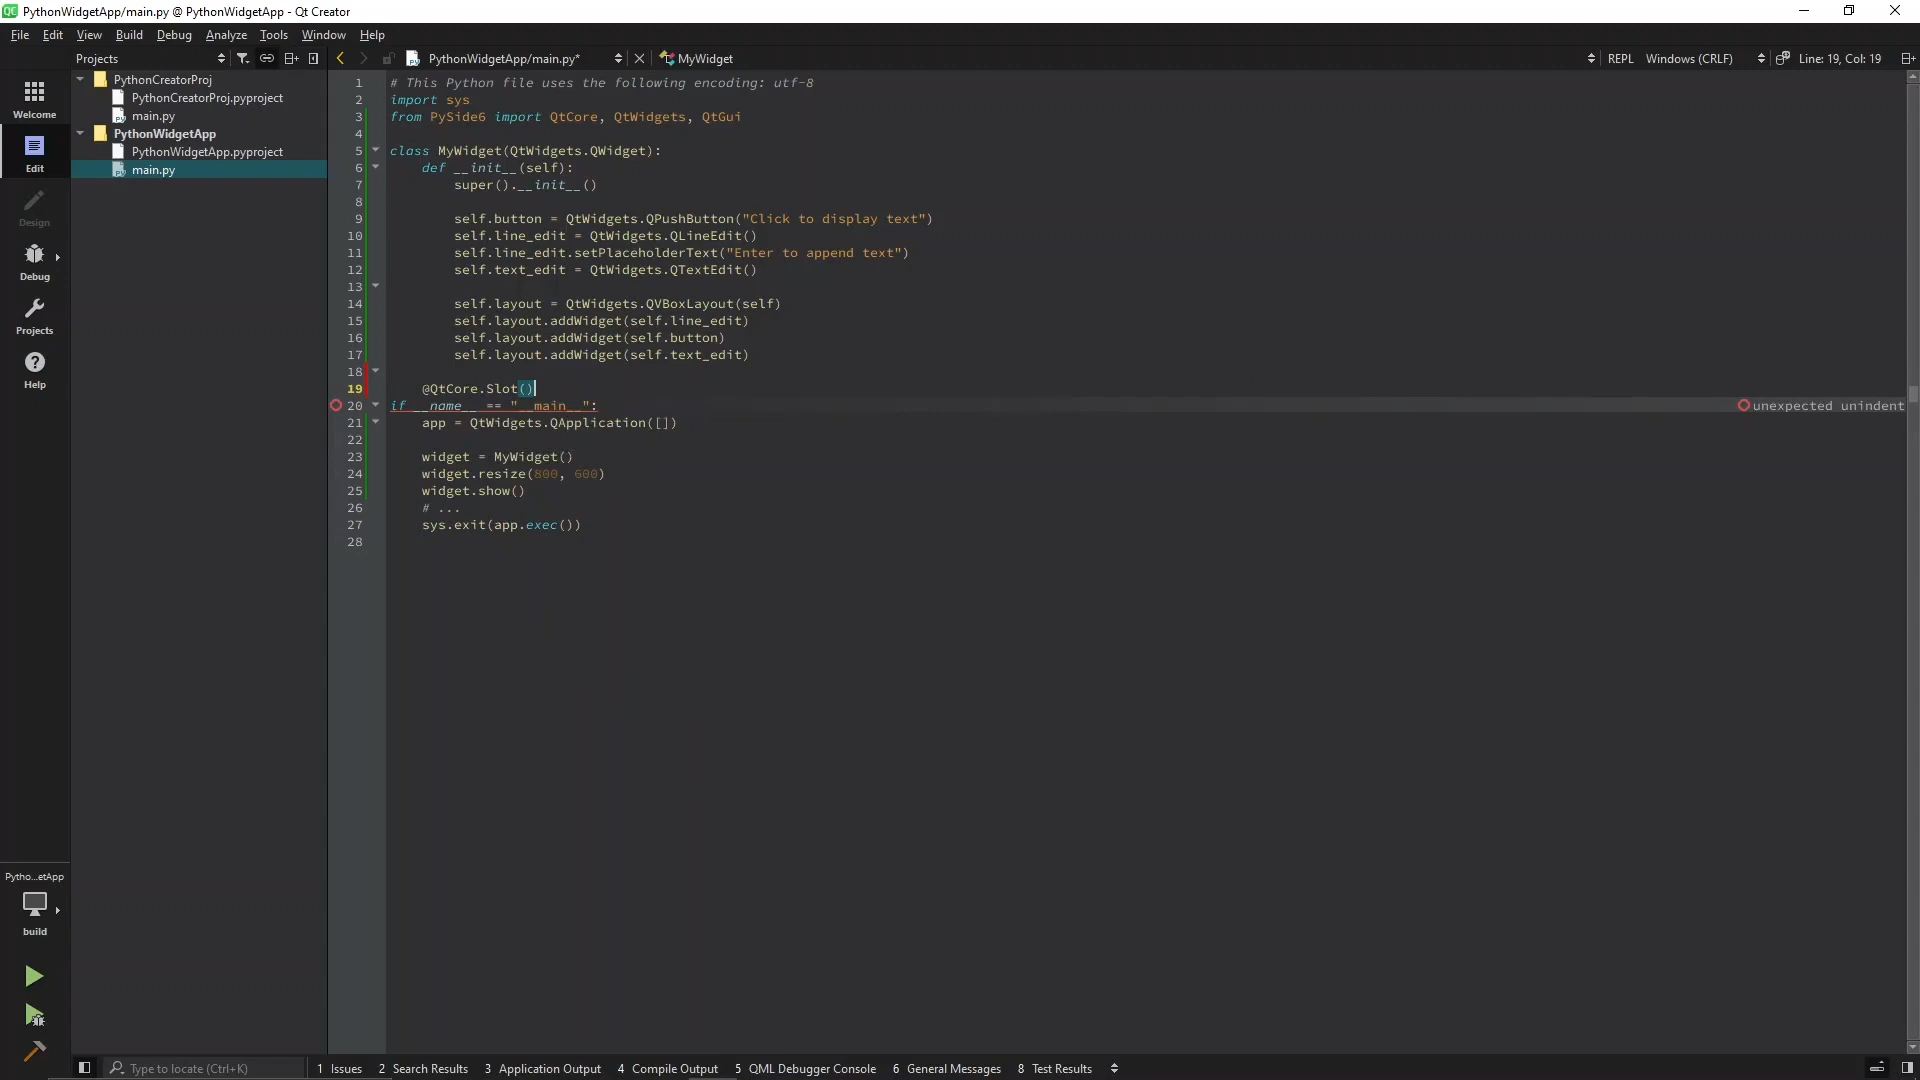 PythonWidgetApp/main.py @ PythonWidgetApp - Qt Creator
File Edit View Build Debug Analyze Tools Window Help
Projects
PythonWidgetApp/main.py*
MyWidget
REPL Windows (CRLF) Line: 19, Col: 19
Welcome
Edit
Design
Debug
Projects
Help
PythonCreatorProj
PythonCreatorProj.pyproject
main.py
PythonWidgetApp
PythonWidgetApp.pyproject
main.py
1 # This Python file uses the following encoding: utf-8
2 import sys
3 from PySide6 import QtCore, QtWidgets, QtGui
4
5 class MyWidget(QtWidgets.QWidget):
6 def __init__(self):
7 super().__init__()
8
9 self.button = QtWidgets.QPushButton("Click to display text")
10 self.line_edit = QtWidgets.QLineEdit()
11 self.line_edit.setPlaceholderText("Enter to append text")
12 self.text_edit = QtWidgets.QTextEdit()
13
14 self.layout = QtWidgets.QVBoxLayout(self)
15 self.layout.addWidget(self.line_edit)
16 self.layout.addWidget(self.button)
17 self.layout.addWidget(self.text_edit)
18
19 @QtCore.Slot()
20 if __name__ == "__main__": unexpected unindent
21 app = QtWidgets.QApplication([])
22
23 widget = MyWidget()
24 widget.resize(800, 600)
25 widget.show()
26 # ...
27 sys.exit(app.exec())
28
Pytho...etApp
build
Type to locate (Ctrl+K)
1 Issues 2 Search Results 3 Application Output 4 Compile Output 5 QML Debugger Console 6 General Messages 8 Test Results